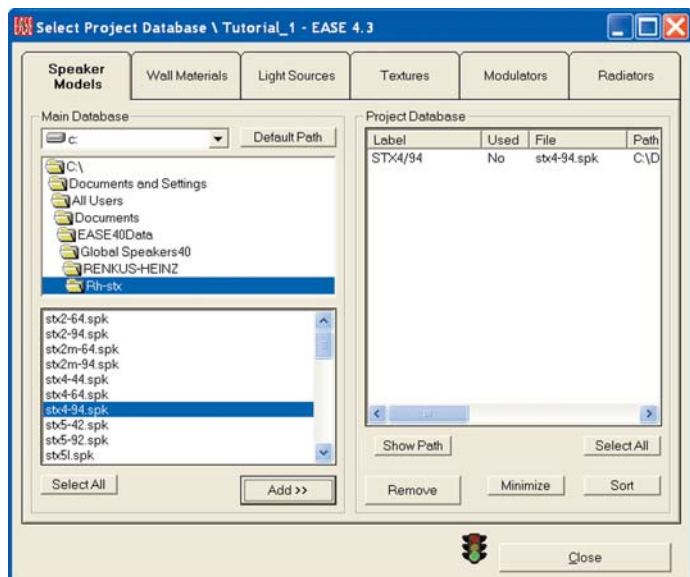 EASE Select Project Database \ Tutorial_1 - EASE 4.3
Speaker Models
Wall Materials
Light Sources
Textures
Modulators
Radiators
Main Database
c:
Default Path
C:\
Documents and Settings
All Users
Documents
EASE40Data
Global Speakers40
RENKUS-HEINZ
Rh-stx
stx2-64.spk
stx2-94.spk
stx2m-64.spk
stx2m-94.spk
stx4-44.spk
stx4-64.spk
stx4-94.spk
stx5-42.spk
stx5-92.spk
stx5l.spk
Select All
Add >>
Project Database
Label Used File Path
STX4/94 No stx4-94.spk C:\D
Show Path
Select All
Remove
Minimize
Sort
Close